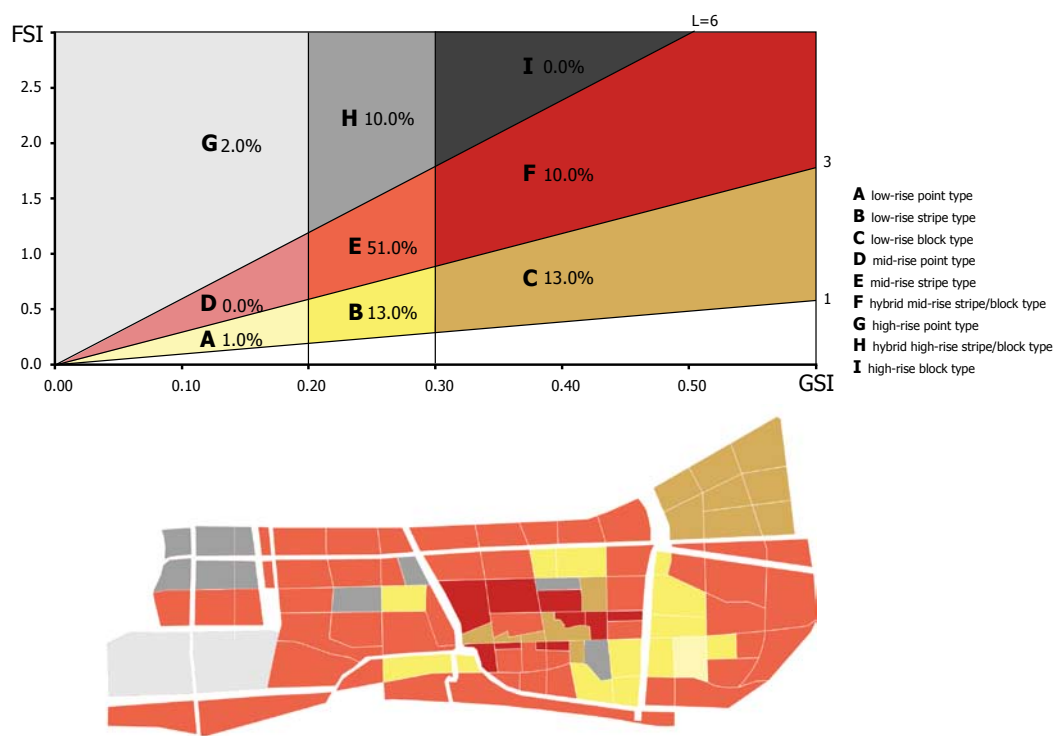 L=6
FSI
2.5
I 0.0%
H 10.0%
2.0
G 2.0%
3
F 10.0%
1.5
A low-rise point type
B low-rise stripe type
C low-rise block type
D mid-rise point type
E mid-rise stripe type
F hybrid mid-rise stripe/block type
G high-rise point type
H hybrid high-rise stripe/block type
I high-rise block type
1.0
E 51.0%
C 13.0%
D 0.0%
0.5
B 13.0%
1
A 1.0%
0.0
0.00
0.10
0.20
0.30
0.40
0.50
GSI